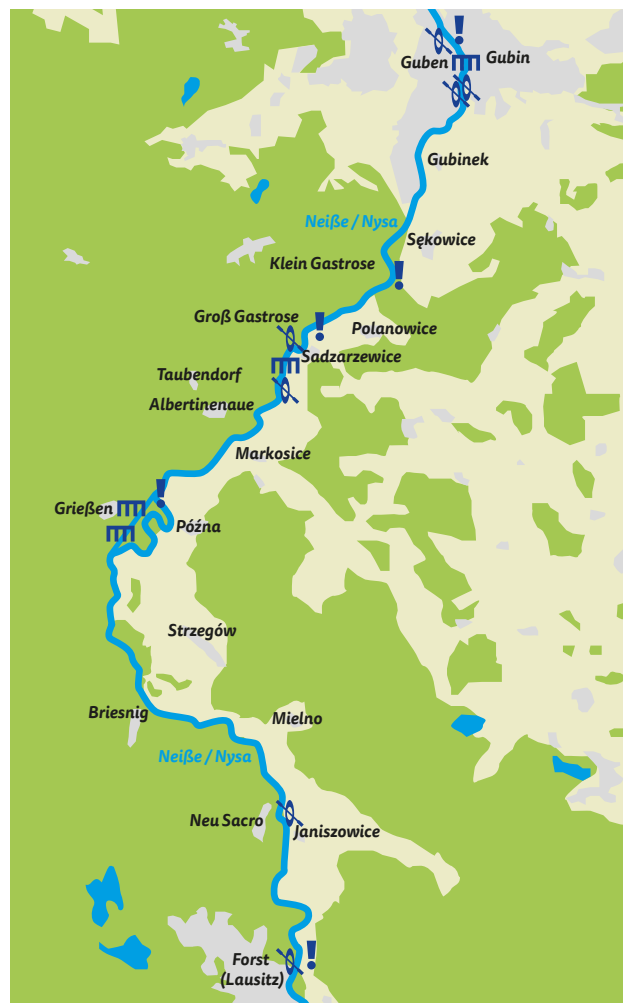 Guben
Gubin
Gubinek
Neiße / Nysa
Sękowice
Klein Gastrose
Groß Gastrose
Polanowice
Sadzarzewice
Taubendorf
Albertinenaue
Markosice
Grießen
Późna
Strzegów
Briesnig
Mielno
Neiße / Nysa
Neu Sacro
Janiszowice
Forst
(Lausitz)